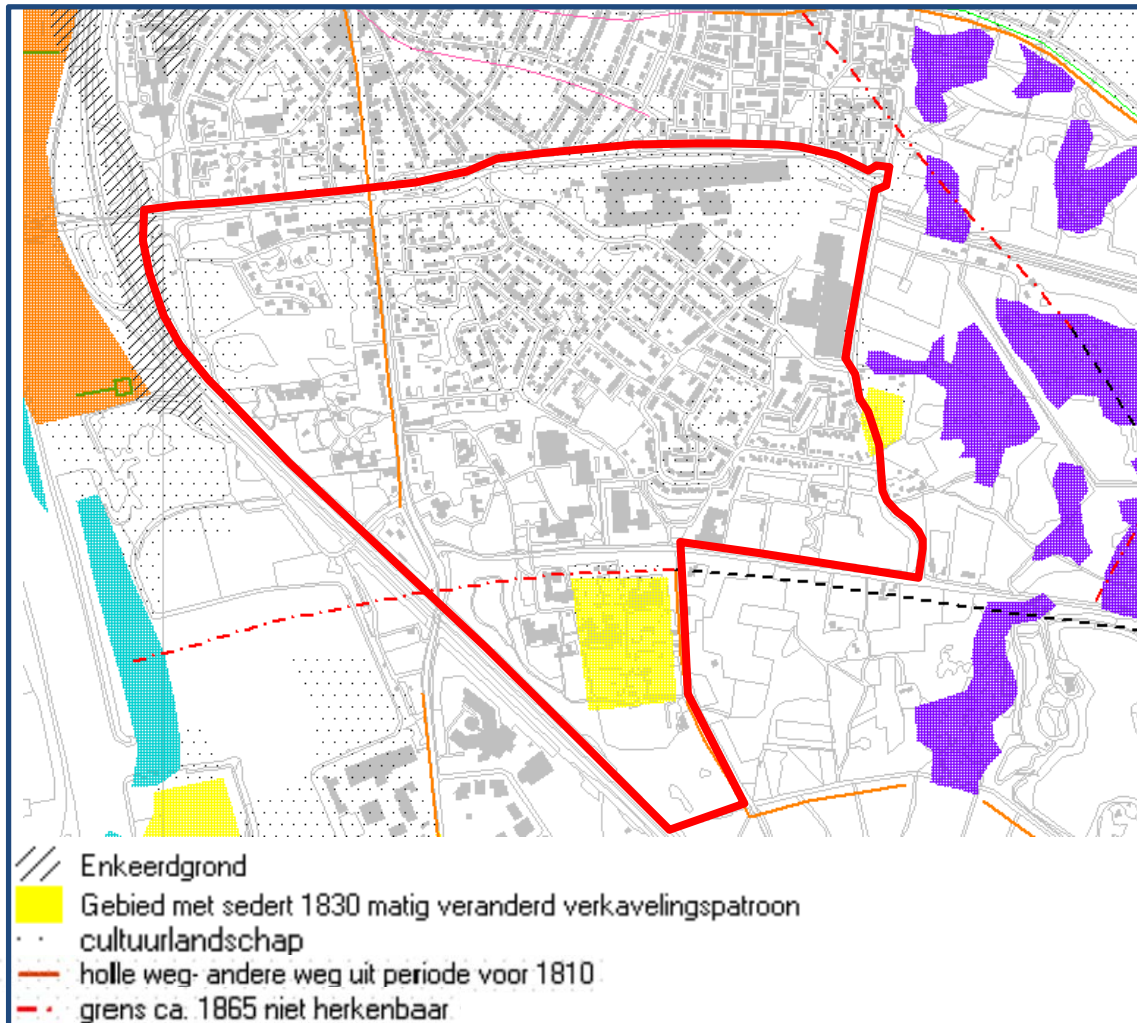 Enkeerdgrond
Gebied met sedert 1830 matig veranderd verkavelingspatroon
cultuurlandschap
holle weg- andere weg uit periode voor 1810
grens ca. 1865 niet herkenbaar